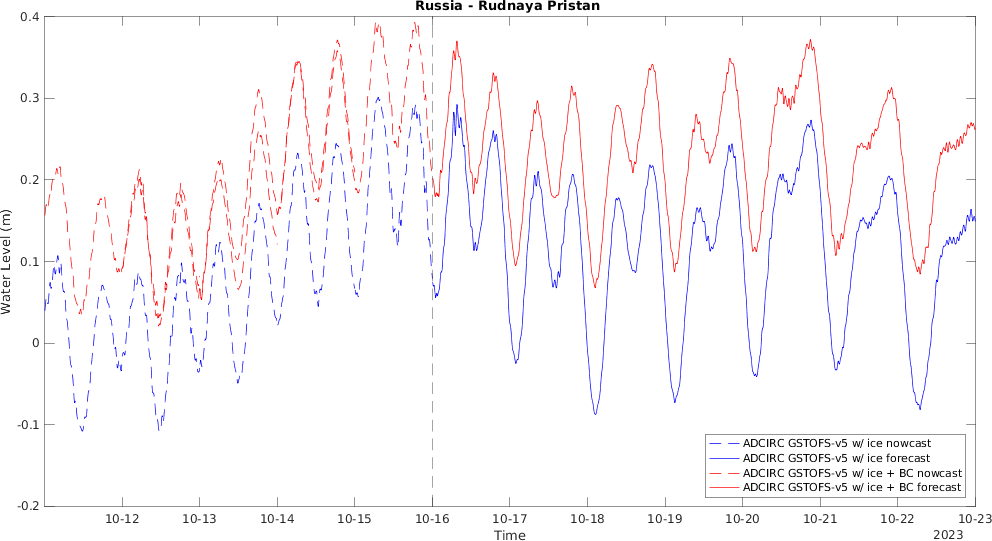 Russia - Rudnaya Pristan
0.4
0.3
0.2
0.1
0
-0.1
-0.2
Water Level (m)
10-12 10-13 10-14 10-15 10-16 10-17 10-18 10-19 10-20 10-21 10-22 10-23
Time
2023
ADCIRC GSTOFS-v5 w/ ice nowcast
ADCIRC GSTOFS-v5 w/ ice forecast
ADCIRC GSTOFS-v5 w/ ice + BC nowcast
ADCIRC GSTOFS-v5 w/ ice + BC forecast